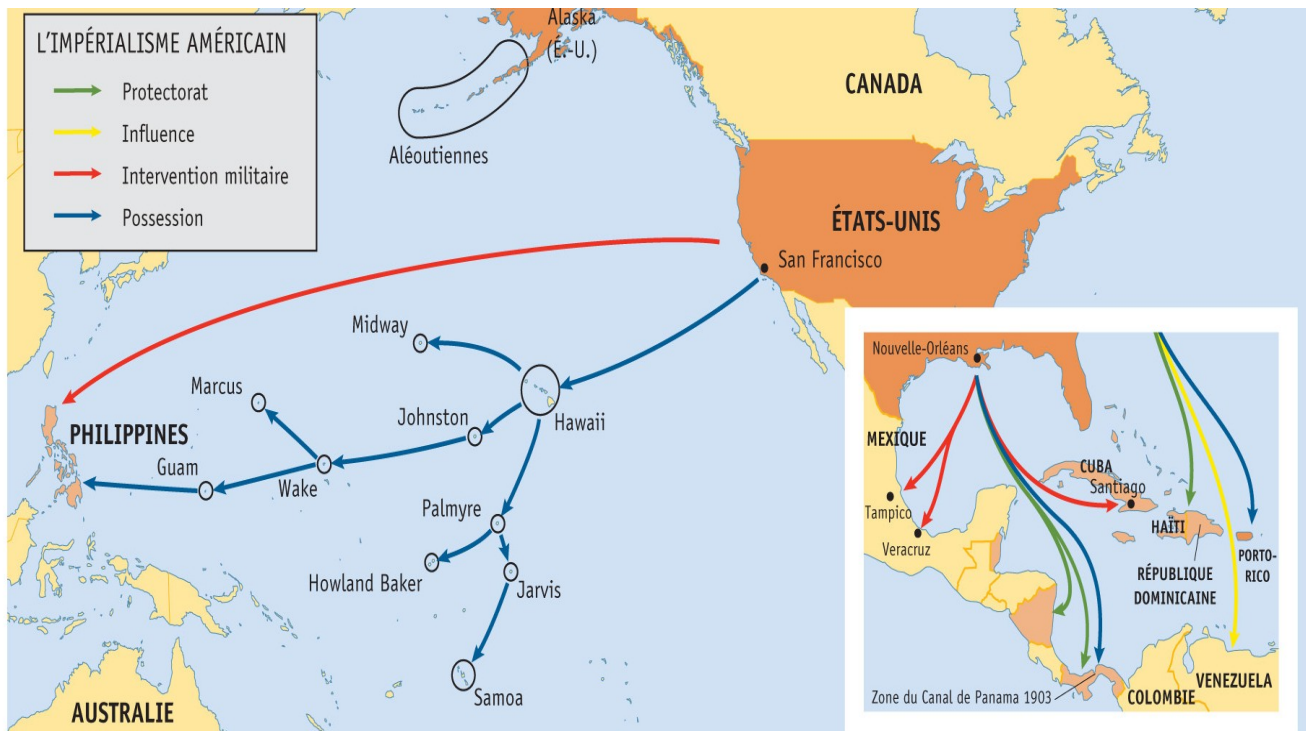 L'IMPÉRIALISME AMÉRICAIN
Protectorat
Influence
Intervention militaire
Possession
Alaska
(É.-U.)
Aléoutiennes
CANADA
ÉTATS-UNIS
San Francisco
Midway
Marcus
Johnston
Hawaii
PHILIPPINES
Guam
Wake
Palmyre
Howland Baker
Jarvis
Samoa
AUSTRALIE
Nouvelle-Orléans
MEXIQUE
Tampico
Veracruz
CUBA
Santiago
HAÏTI
PORTO-
RICO
RÉPUBLIQUE
DOMINICAINE
Zone du Canal de Panama 1903
COLOMBIE
VENEZUELA